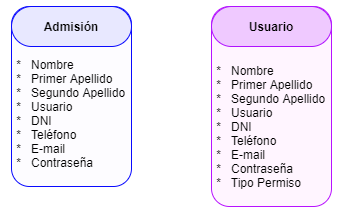 Admisión
* Nombre
* Primer Apellido
* Segundo Apellido
* Usuario
* DNI
* Teléfono
* E-mail
* Contraseña
Usuario
* Nombre
* Primer Apellido
* Segundo Apellido
* Usuario
* DNI
* Teléfono
* E-mail
* Contraseña
* Tipo Permiso